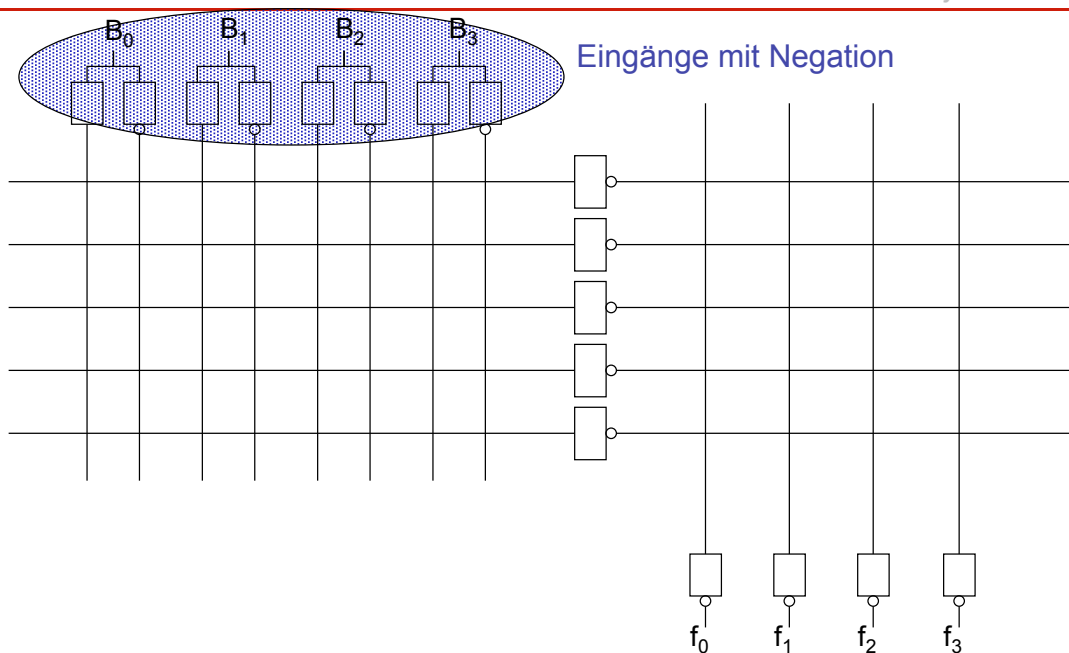 B₀ B₁ B₂ B₃
Eingänge mit Negation
f₀ f₁ f₂ f₃